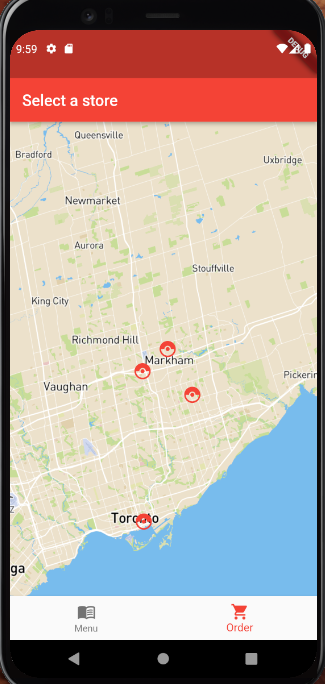 9:59
DEBUG
Select a store
Queensville
Bradford
Uxbridge
Newmarket
Aurora
Stouffville
King City
Richmond Hill
Markham
Vaughan
Pickerin
Z
Toronto
ga
Menu
Order